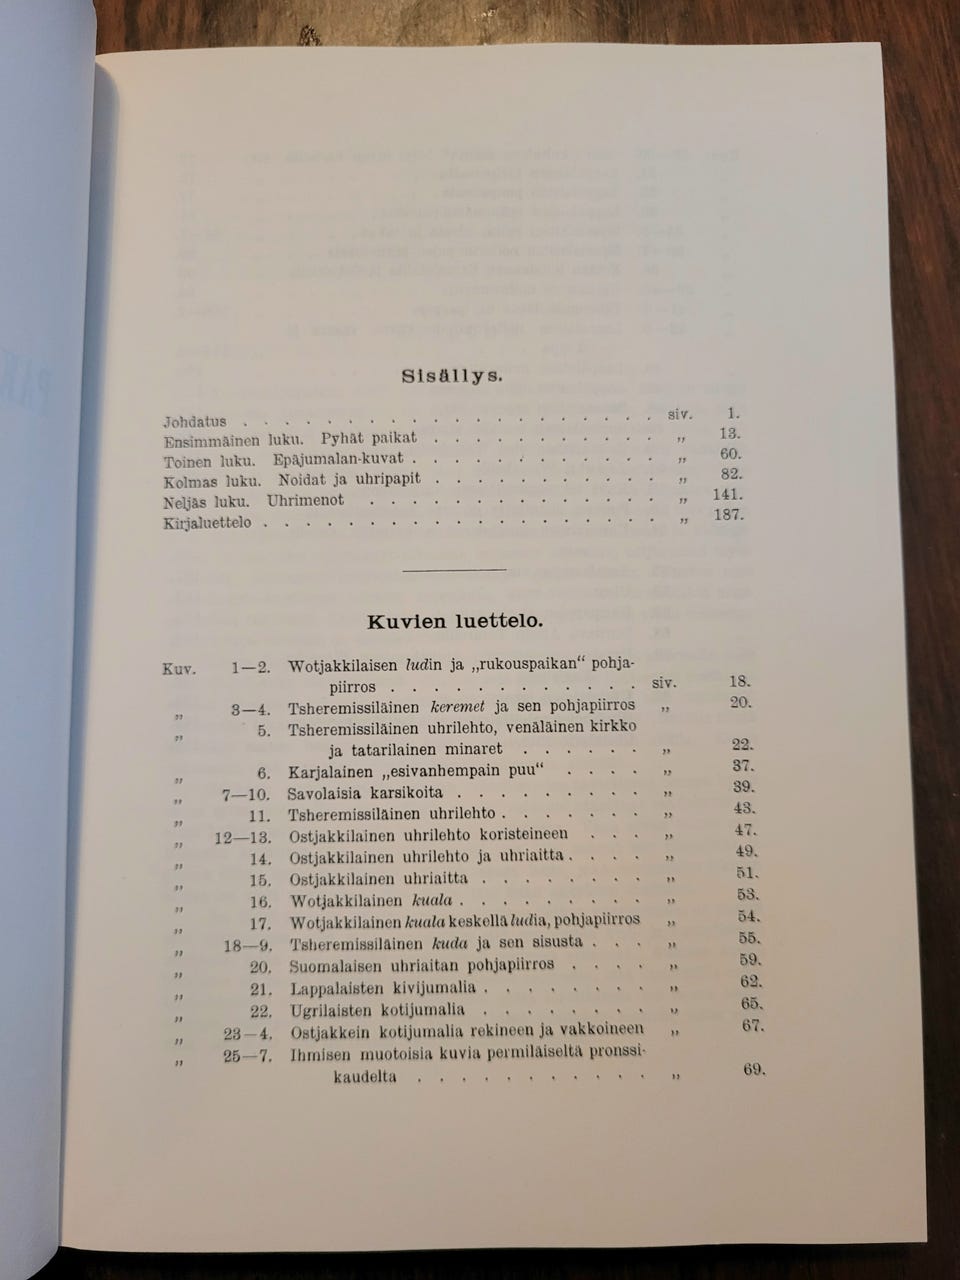 Sisällys.
Johdatus . . . . . . . . . . . . . . . . . . . siv. 1.
Ensimmäinen luku. Pyhät paikat . . . . . . . . . . . „ 13.
Toinen luku. Epäjumalan-kuvat . . . . . . . . . . . . „ 60.
Kolmas luku. Noidat ja uhripapit . . . . . . . . . . . „ 82.
Neljäs luku. Uhrimenot . . . . . . . . . . . . . . „ 141.
Kirjaluettelo . . . . . . . . . . . . . . . . . . . „ 187.
Kuvien luettelo.
Kuv. 1—2. Wotjakkilaisen ludin ja „rukouspaikan“ pohja-
piirros . . . . . . . . . . . . siv. 18.
„ 3—4. Tsheremissiläinen keremet ja sen pohjapiirros „ 20.
„ 5. Tsheremissiläinen uhrilehto, venäläinen kirkko
ja tatarilainen minaret . . . . . . „ 22.
„ 6. Karjalainen „esivanhempain puu“ . . . . „ 37.
„ 7—10. Savolaisia karsikoita . . . . . . . . . „ 39.
„ 11. Tsheremissiläinen uhrilehto . . . . . . . „ 43.
„ 12—13. Ostjakkilainen uhrilehto koristeineen . . . „ 47.
„ 14. Ostjakkilainen uhrilehto ja uhriaitta . . . . „ 49.
„ 15. Ostjakkilainen uhriaitta . . . . . . . . „ 51.
„ 16. Wotjakkilainen kuala . . . . . . . . . „ 53.
„ 17. Wotjakkilainen kuala keskellä ludia, pohjapiirros „ 54.
„ 18—9. Tsheremissiläinen kuda ja sen sisusta . . . „ 55.
„ 20. Suomalaisen uhriaitan pohjapiirros . . . . „ 59.
„ 21. Lappalaisten kivijumalia . . . . . . . . „ 62.
„ 22. Ugrilaisten kotijumalia . . . . . . . . „ 65.
„ 23—4. Ostjakkein kotijumalia rekineen ja vakkoineen „ 67.
„ 25—7. Ihmisen muotoisia kuvia permiläiseltä pronssi-
kaudelta . . . . . . . . . . . „ 69.